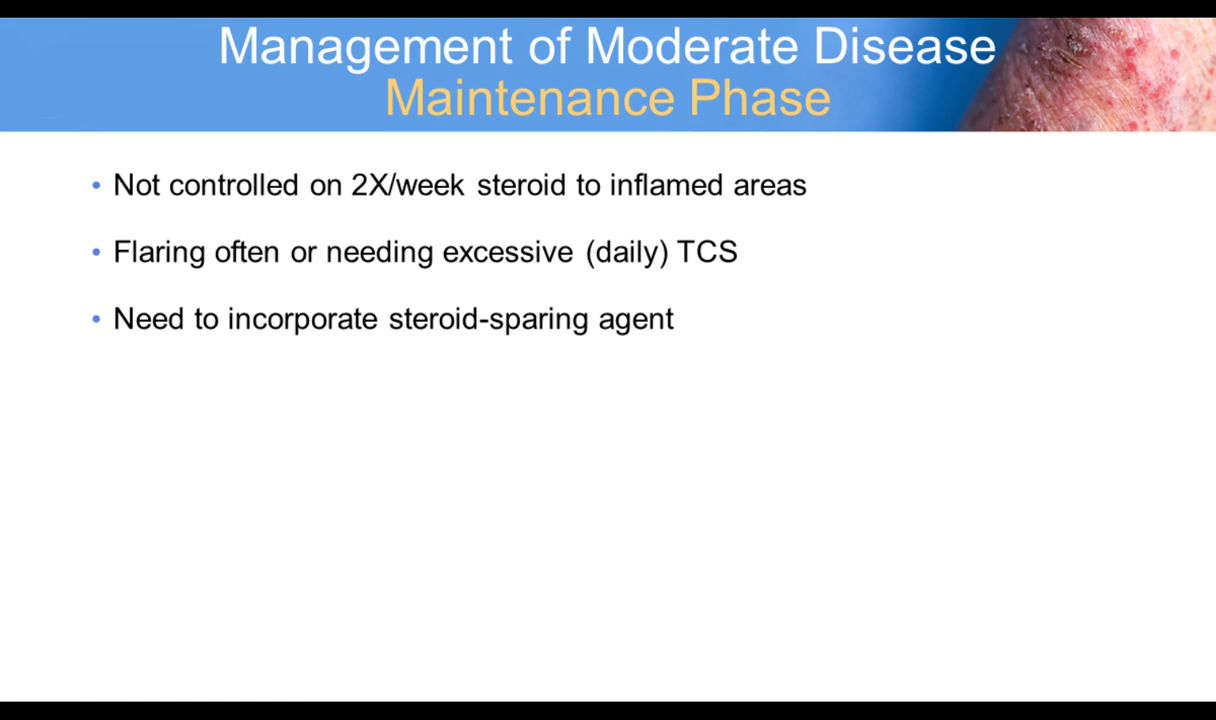 Management of Moderate Disease
Maintenance Phase
• Not controlled on 2X/week steroid to inflamed areas
• Flaring often or needing excessive (daily) TCS
• Need to incorporate steroid-sparing agent